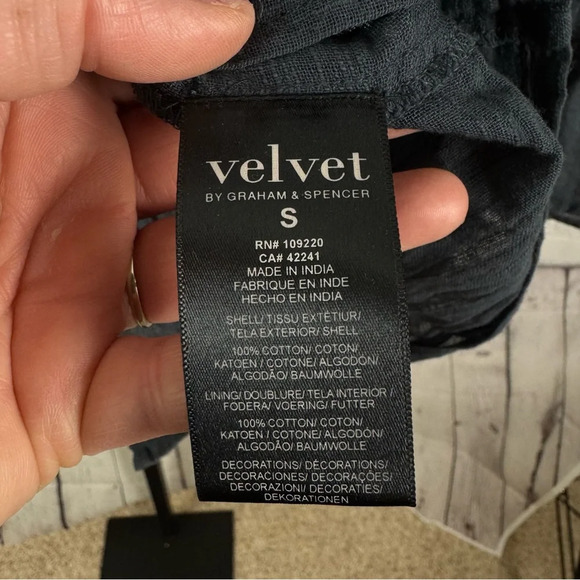 velvet
BY GRAHAM & SPENCER
S
RN# 109220
CA# 42241
MADE IN INDIA
FABRIQUE EN INDE
HECHO EN INDIA
SHELL/ TISSU EXTÉTIUR/
TELA EXTERIOR/ SHELL
100% COTTON/ COTON/
KATOEN / COTONE/ ALGODÓN/
ALGODÃO/ BAUMWOLLE
LINING/ DOUBLURE/ TELA INTERIOR /
FODERA/ VOERING/ FUTTER
100% COTTON/ COTON/
KATOEN / COTONE/ ALGODÓN/
ALGODÃO/ BAUMWOLLE
DECORATIONS/ DÉCORATIONS/
DECORACIONES/ DECORAÇÕES/
DECORAZIONI/ DECORATIES/
DEKORATIONEN